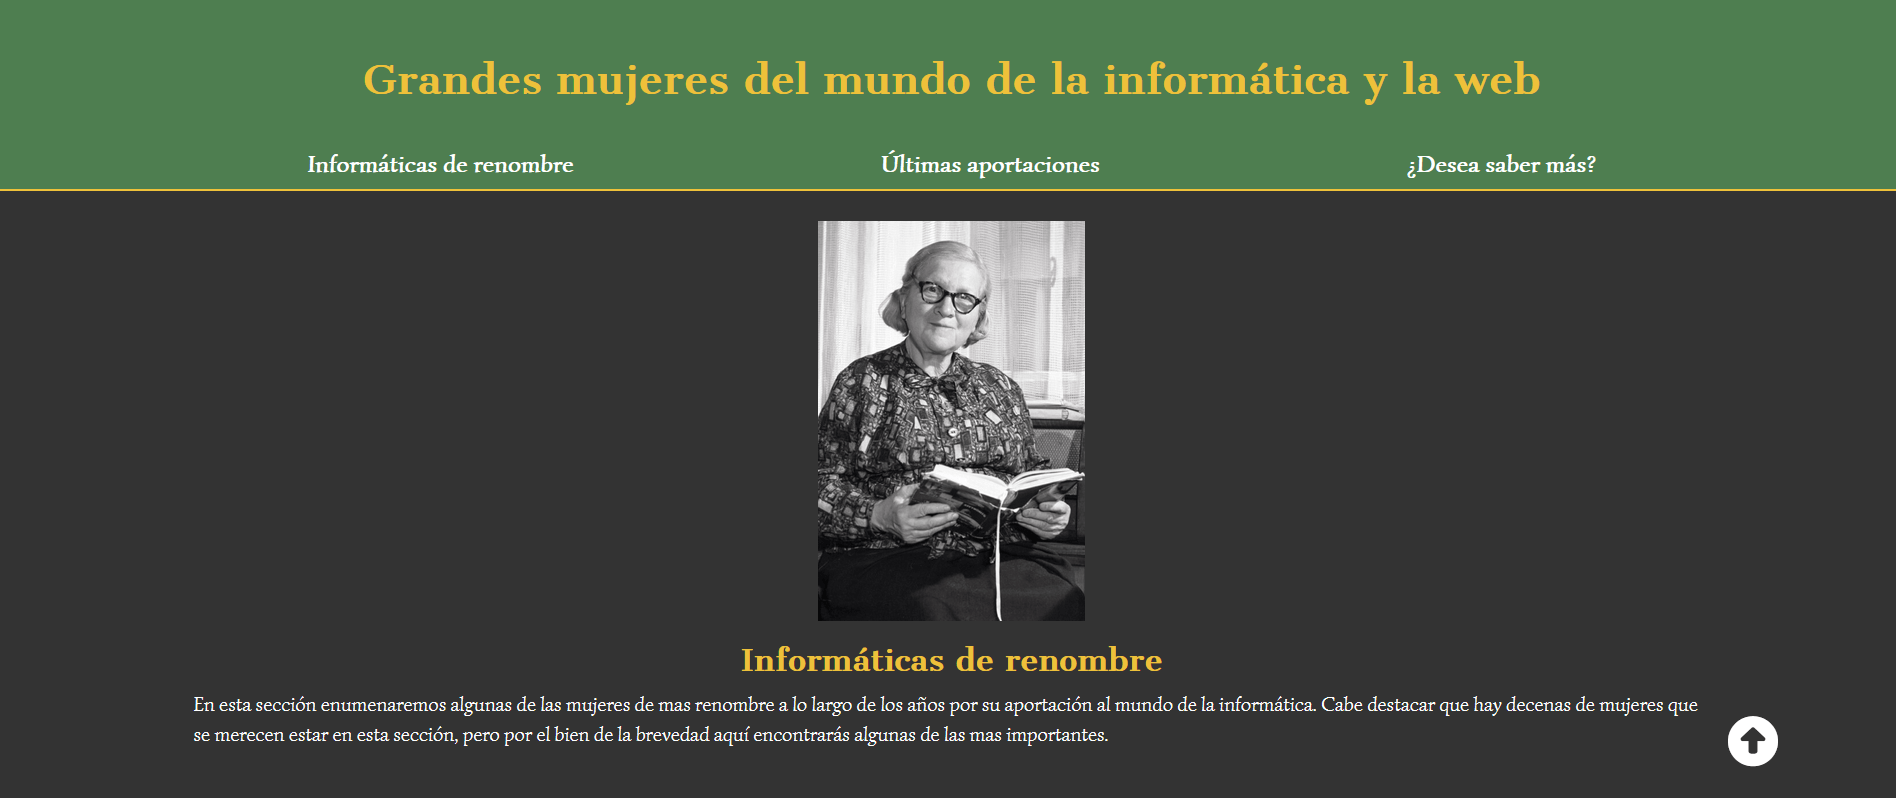 Grandes mujeres del mundo de la informática y la web
Informáticas de renombre
Últimas aportaciones
¿Desea saber más?
Informáticas de renombre
En esta sección enumenaremos algunas de las mujeres de mas renombre a lo largo de los años por su aportación al mundo de la informática. Cabe destacar que hay decenas de mujeres que
se merecen estar en esta sección, pero por el bien de la brevedad aquí encontrarás algunas de las mas importantes.